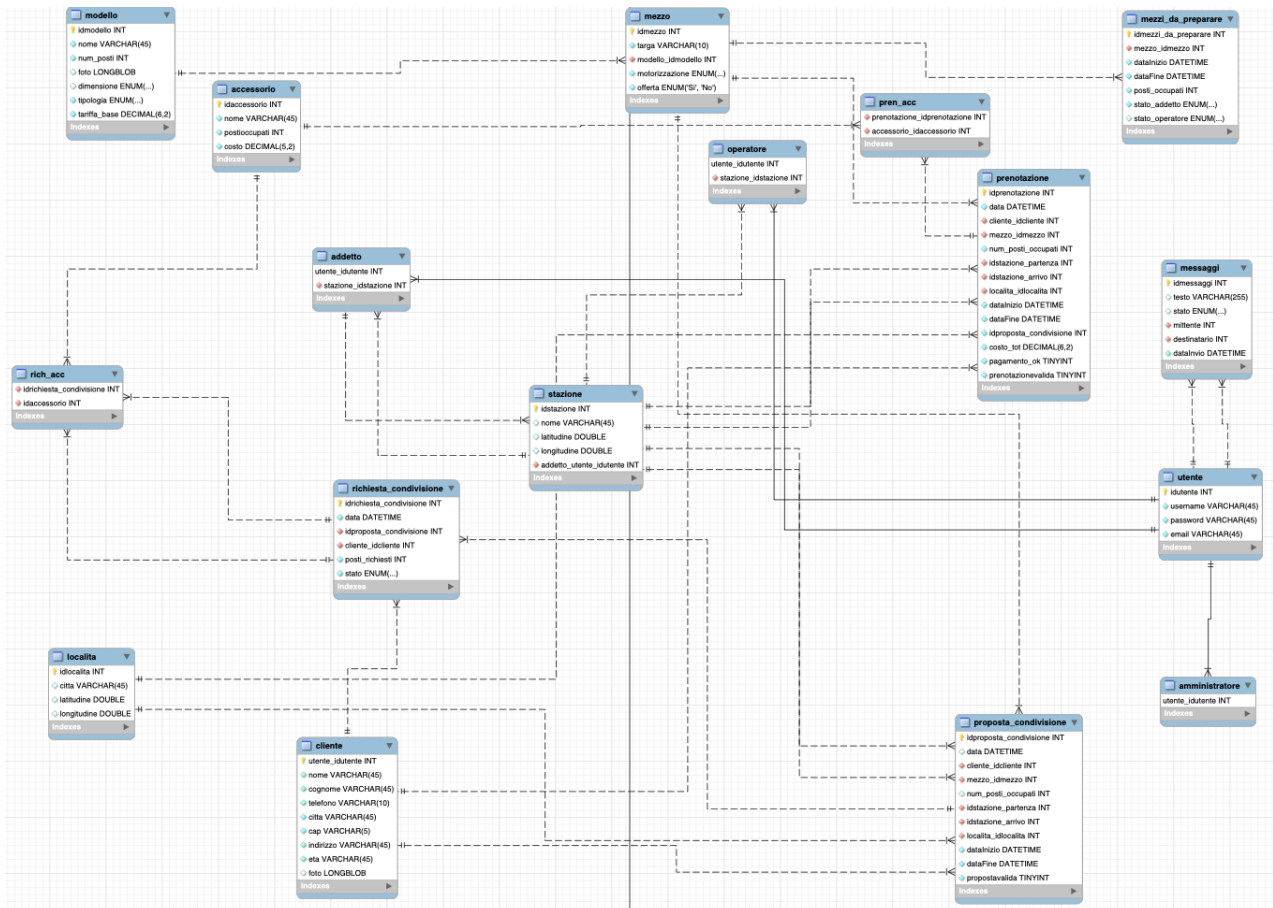 modello
idmodello INT
nome VARCHAR(45)
num_posti INT
foto LONGBLOB
dimensione ENUM(...)
tipologia ENUM(...)
tariffa_base DECIMAL(6,2)
Indexes
accessorio
idaccessorio INT
nome VARCHAR(45)
postioccupati INT
costo DECIMAL(5,2)
Indexes
mezzo
idmezzo INT
targa VARCHAR(10)
modello_idmodello INT
motorizzazione ENUM(...)
offerta ENUM('Si', 'No')
Indexes
mezzi_da_preparare
idmezzi_da_preparare INT
mezzo_idmezzo INT
dataInizio DATETIME
dataFine DATETIME
posti_occupati INT
stato_addetto ENUM(...)
stato_operatore ENUM(...)
Indexes
pren_acc
prenotazione_idprenotazione INT
accessorio_idaccessorio INT
Indexes
operatore
utente_idutente INT
stazione_idstazione INT
Indexes
prenotazione
idprenotazione INT
data DATETIME
cliente_idcliente INT
mezzo_idmezzo INT
num_posti_occupati INT
idstazione_partenza INT
idstazione_arrivo INT
localita_idlocalita INT
dataInizio DATETIME
dataFine DATETIME
idproposta_condivisione INT
costo_tot DECIMAL(6,2)
pagamento_ok TINYINT
prenotazionevalida TINYINT
Indexes
addetto
utente_idutente INT
stazione_idstazione INT
Indexes
messaggi
idmessaggi INT
testo VARCHAR(255)
stato ENUM(...)
mittente INT
destinatario INT
dataInvio DATETIME
Indexes
rich_acc
idrichiesta_condivisione INT
idaccessorio INT
Indexes
stazione
idstazione INT
nome VARCHAR(45)
latitudine DOUBLE
longitudine DOUBLE
addetto_utente_idutente INT
Indexes
richiesta_condivisione
idrichiesta_condivisione INT
data DATETIME
idproposta_condivisione INT
cliente_idcliente INT
posti_richiesti INT
stato ENUM(...)
Indexes
utente
idutente INT
username VARCHAR(45)
password VARCHAR(45)
email VARCHAR(45)
Indexes
localita
idlocalita INT
citta VARCHAR(45)
latitudine DOUBLE
longitudine DOUBLE
Indexes
amministratore
utente_idutente INT
Indexes
cliente
utente_idutente INT
nome VARCHAR(45)
cognome VARCHAR(45)
telefono VARCHAR(10)
citta VARCHAR(45)
cap VARCHAR(5)
indirizzo VARCHAR(45)
eta VARCHAR(45)
foto LONGBLOB
Indexes
proposta_condivisione
idproposta_condivisione INT
data DATETIME
cliente_idcliente INT
mezzo_idmezzo INT
num_posti_occupati INT
idstazione_partenza INT
idstazione_arrivo INT
localita_idlocalita INT
dataInizio DATETIME
dataFine DATETIME
propostavalida TINYINT
Indexes